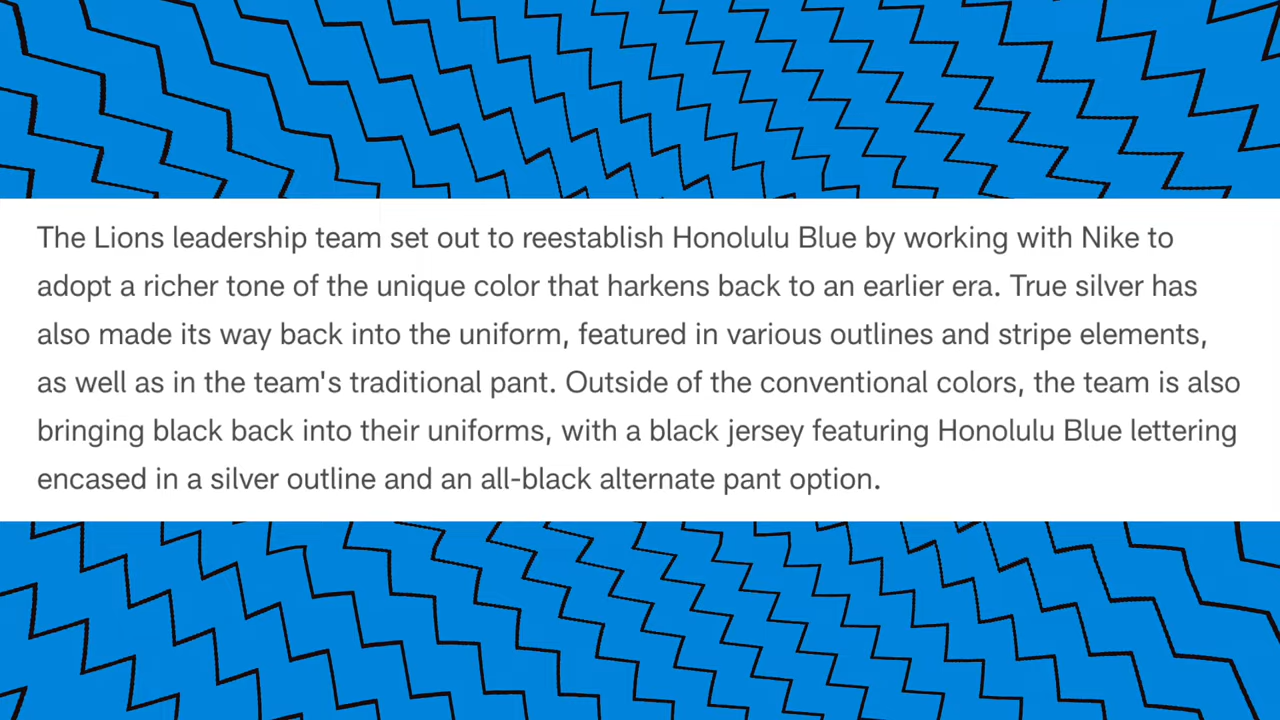 The Lions leadership team set out to reestablish Honolulu Blue by working with Nike to
adopt a richer tone of the unique color that harkens back to an earlier era. True silver has
also made its way back into the uniform, featured in various outlines and stripe elements,
as well as in the team's traditional pant. Outside of the conventional colors, the team is also
bringing black back into their uniforms, with a black jersey featuring Honolulu Blue lettering
encased in a silver outline and an all-black alternate pant option.